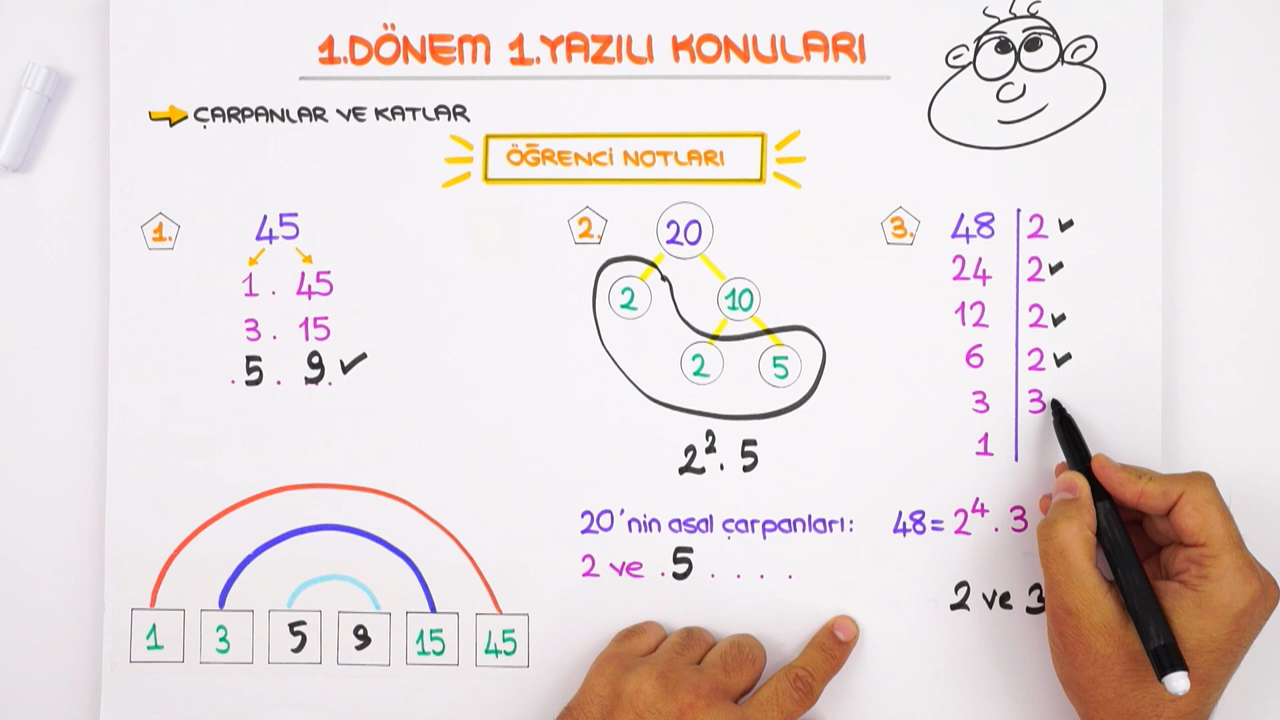 1.DÖNEM 1.YAZILI KONULARI
ÇARPANLAR VE KATLAR
ÖĞRENCİ NOTLARI
1.
45
1 . 45
3 . 15
.5 . 9
1 3 5 9 15 45
2.
20
2 10
2 5
2². 5
20'nin asal çarpanları:
2 ve .5 . . . .
3.
48 | 2
24 | 2
12 | 2
6 | 2
3 | 3
1 |
48 = 2⁴ . 3
2 ve 3